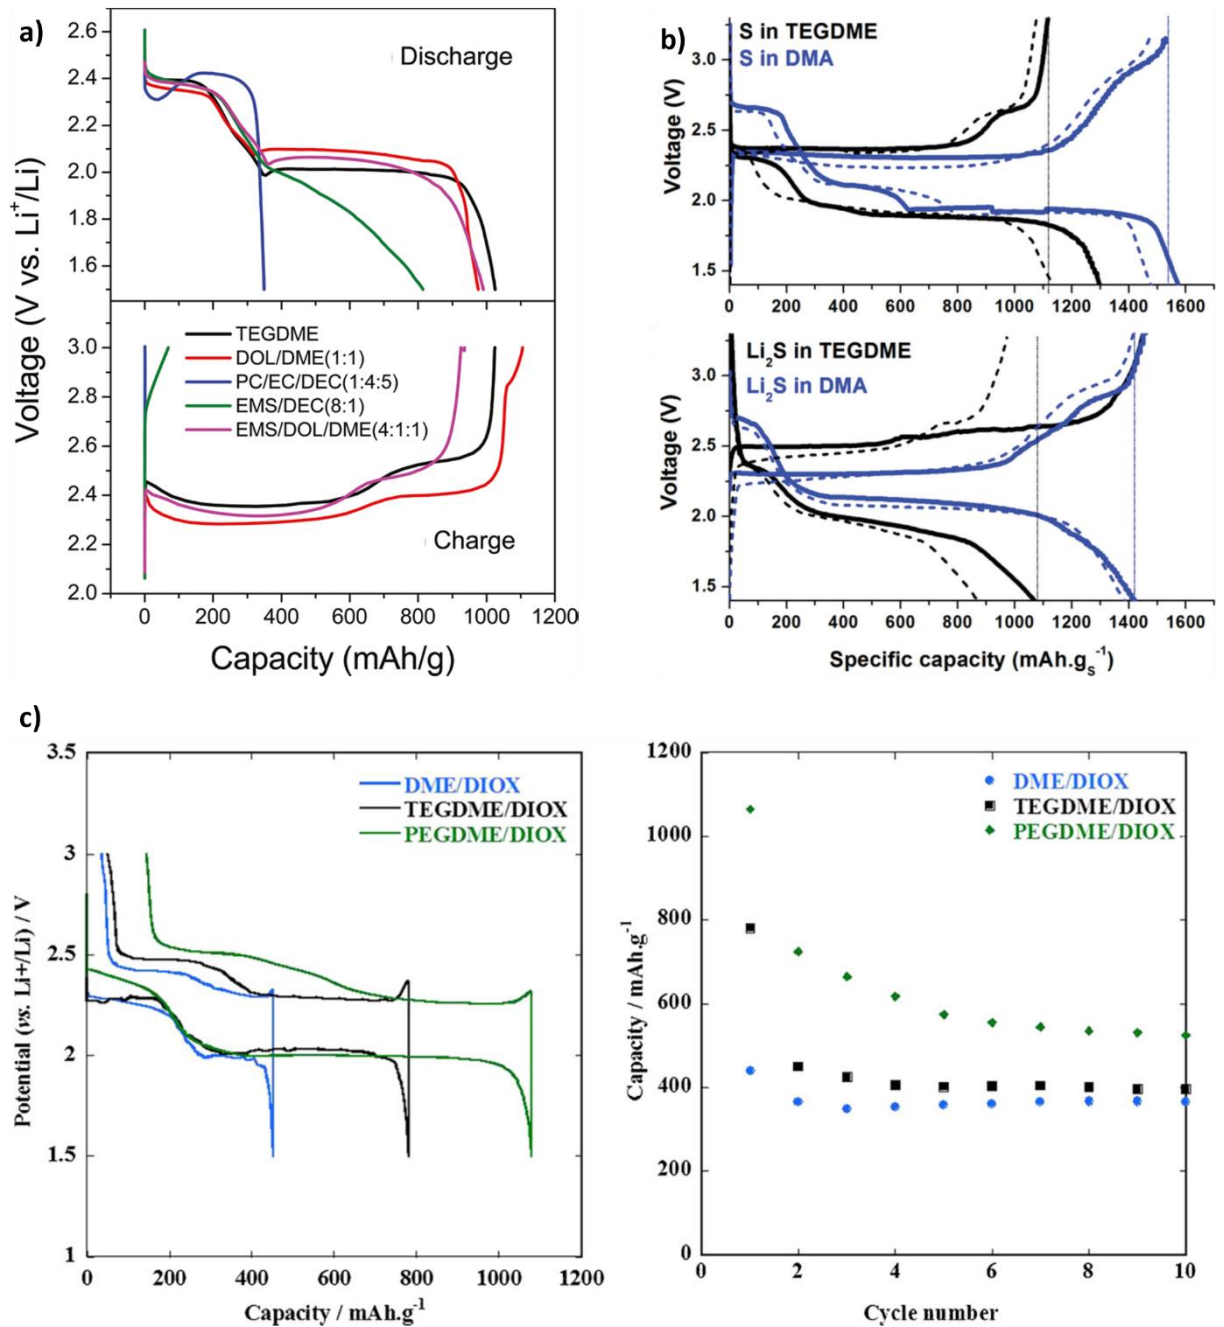 a)
2.6
2.4
2.2
2.0
1.8
1.6
Discharge
3.0
2.8
2.6
2.4
2.2
2.0
TEGDME
DOL/DME(1:1)
PC/EC/DEC(1:4:5)
EMS/DEC(8:1)
EMS/DOL/DME(4:1:1)
Charge
0 200 400 600 800 1000 1200
Voltage (V vs. Li⁺/Li)
Capacity (mAh/g)
b)
S in TEGDME
S in DMA
Voltage (V)
3.0
2.5
2.0
1.5
0 200 400 600 800 1000 1200 1400 1600
Li₂S in TEGDME
Li₂S in DMA
Voltage (V)
3.0
2.5
2.0
1.5
0 200 400 600 800 1000 1200 1400 1600
Specific capacity (mAh.gₛ⁻¹)
c)
3.5
3
2.5
2
1.5
1
DME/DIOX
TEGDME/DIOX
PEGDME/DIOX
Potential (vs. Li+/Li) / V
0 200 400 600 800 1000 1200
Capacity / mAh.g⁻¹
1200
1000
800
600
400
200
0
DME/DIOX
TEGDME/DIOX
PEGDME/DIOX
Capacity / mAh.g⁻¹
0 2 4 6 8 10
Cycle number